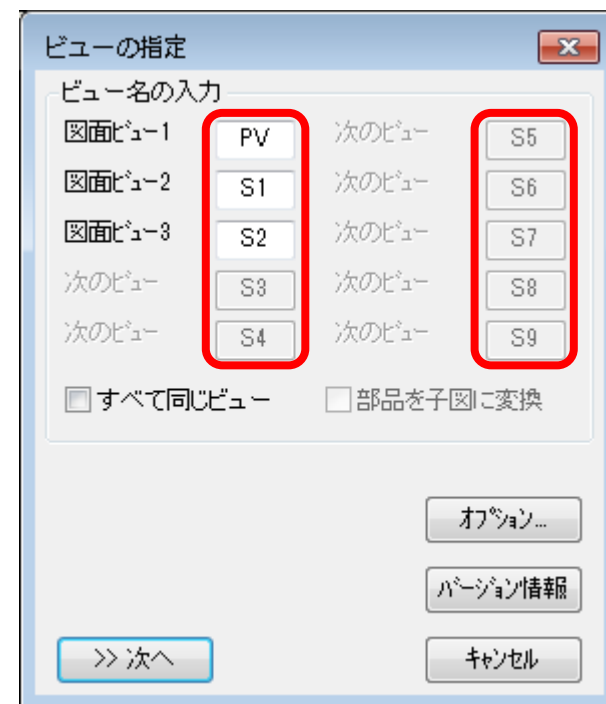 ビューの指定
ビュー名の入力
図面ﾋﾞｭｰ1 PV 次のﾋﾞｭｰ S5
図面ﾋﾞｭｰ2 S1 次のﾋﾞｭｰ S6
図面ﾋﾞｭｰ3 S2 次のﾋﾞｭｰ S7
次のﾋﾞｭｰ S3 次のﾋﾞｭｰ S8
次のﾋﾞｭｰ S4 次のﾋﾞｭｰ S9
すべて同じビュー 部品を子図に変換
ｵﾌﾟｼｮﾝ...
ﾊﾞｰｼﾞｮﾝ情報
>> 次へ ｷｬﾝｾﾙ